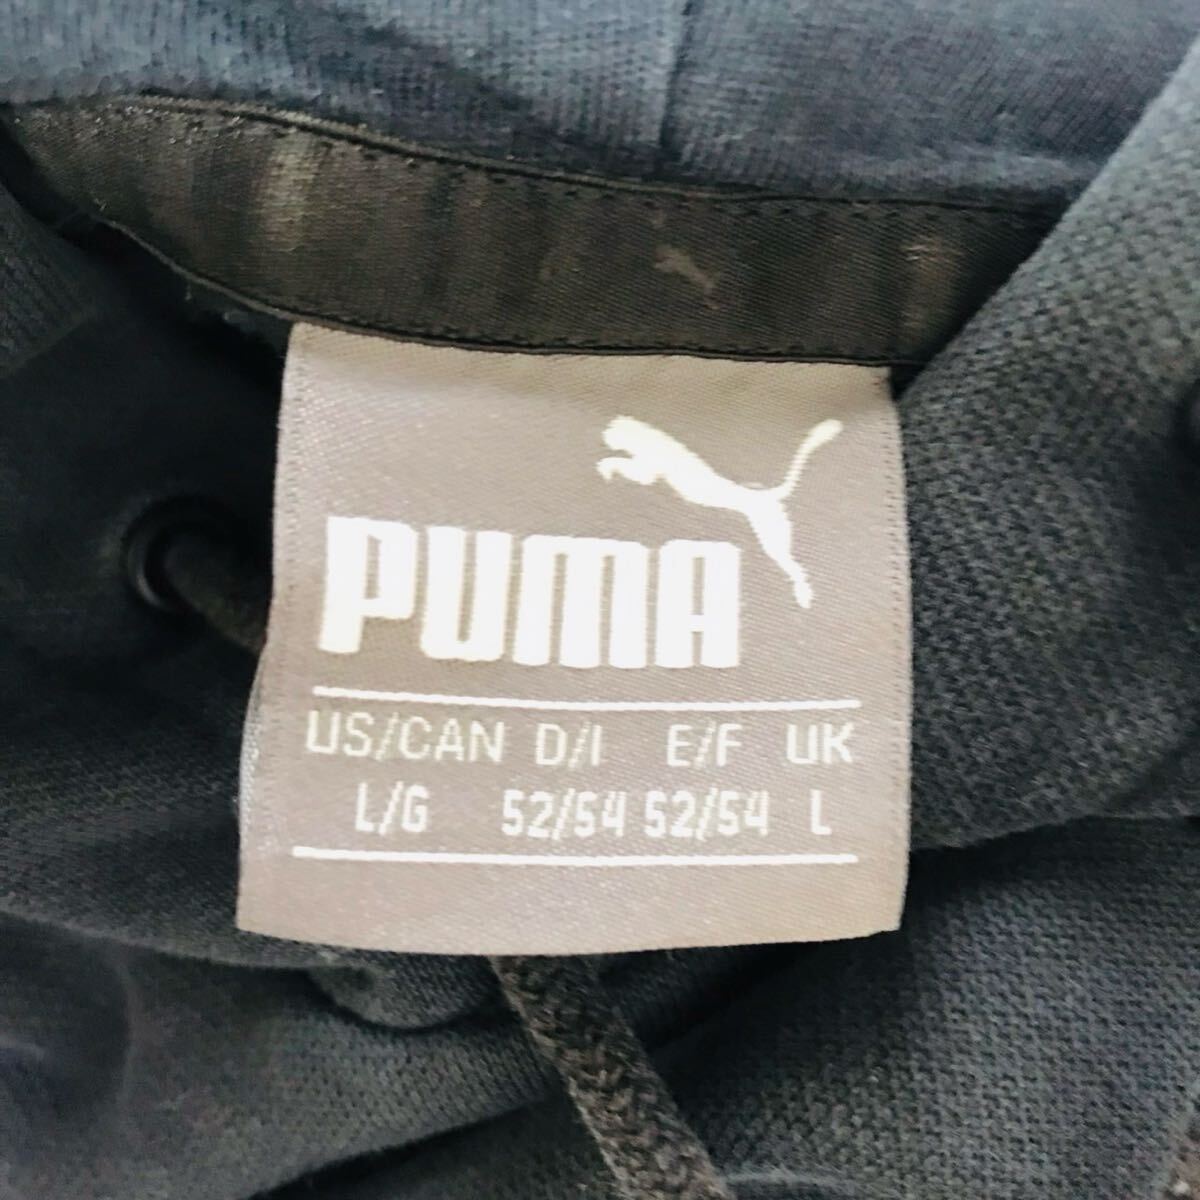 PUMA
US/CAN D/I E/F UK
L/G 52/54 52/54 L